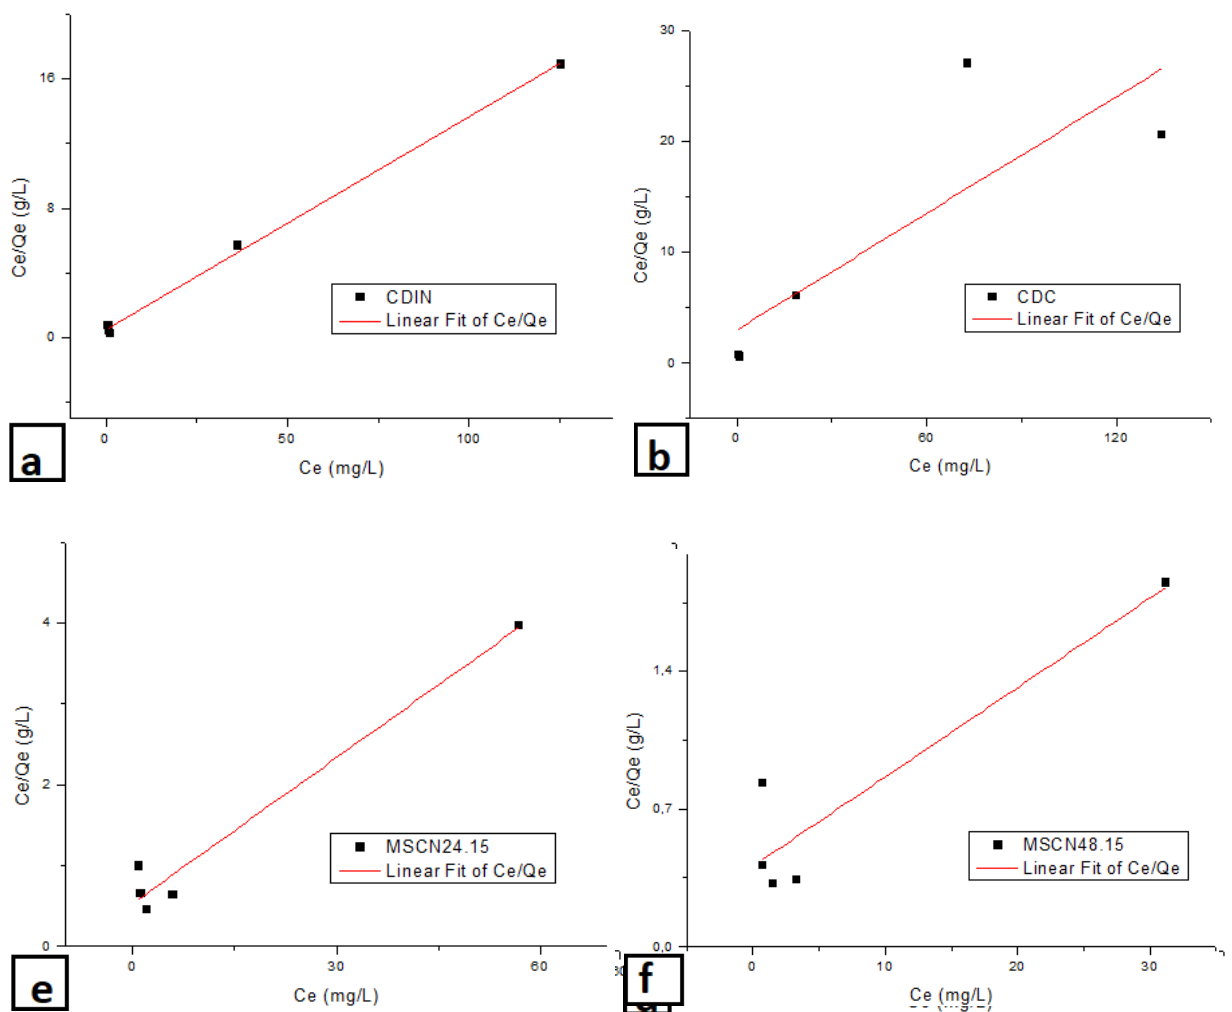 16
8
0
Ce/Qe (g/L)
CDIN
Linear Fit of Ce/Qe
0
50
100
Ce (mg/L)
a
30
20
10
0
Ce/Qe (g/L)
CDC
Linear Fit of Ce/Qe
0
60
120
Ce (mg/L)
b
4
2
0
Ce/Qe (g/L)
MSCN24.15
Linear Fit of Ce/Qe
0
30
60
Ce (mg/L)
e
1,4
0,7
0,0
Ce/Qe (g/L)
MSCN48.15
Linear Fit of Ce/Qe
0
10
20
30
Ce (mg/L)
f